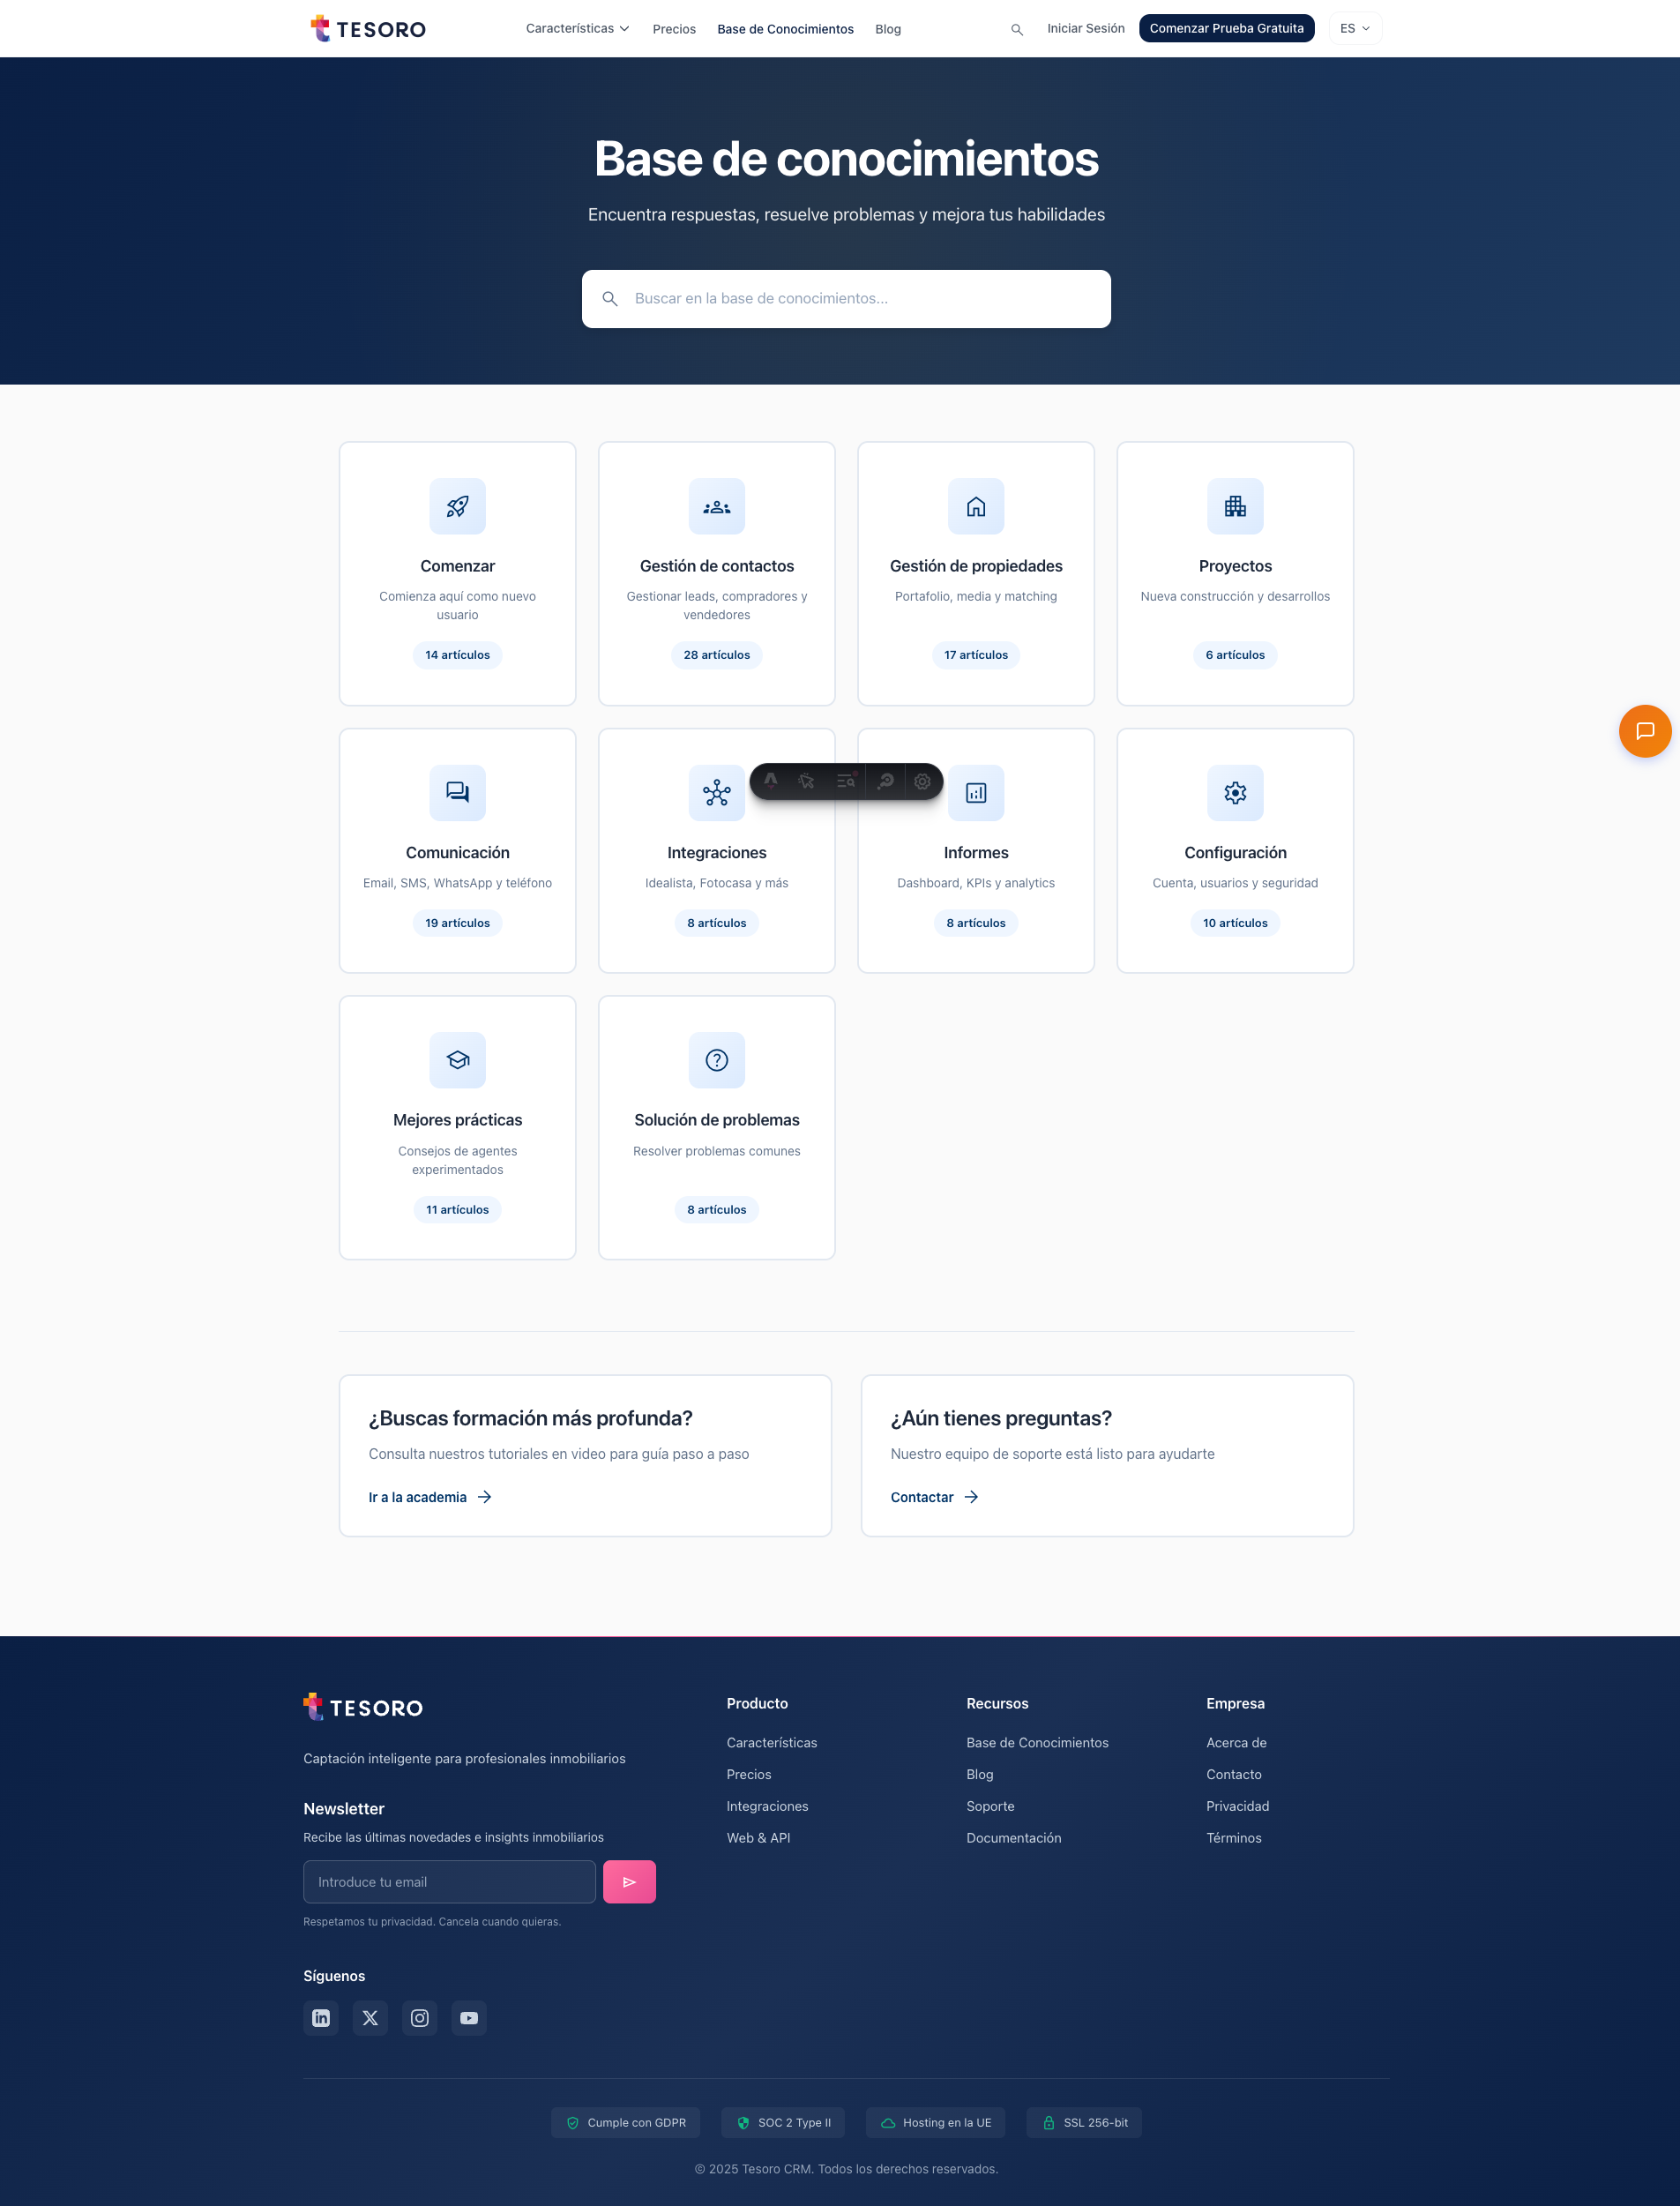 TESORO
Características
Precios
Base de Conocimientos
Blog
Iniciar Sesión
Comenzar Prueba Gratuita
ES
Base de conocimientos
Encuentra respuestas, resuelve problemas y mejora tus habilidades
Buscar en la base de conocimientos...
Comenzar
Comienza aquí como nuevo
usuario
14 artículos
Gestión de contactos
Gestionar leads, compradores y
vendedores
28 artículos
Gestión de propiedades
Portafolio, media y matching
17 artículos
Proyectos
Nueva construcción y desarrollos
6 artículos
Comunicación
Email, SMS, WhatsApp y teléfono
19 artículos
Integraciones
Idealista, Fotocasa y más
8 artículos
Informes
Dashboard, KPIs y analytics
8 artículos
Configuración
Cuenta, usuarios y seguridad
10 artículos
Mejores prácticas
Consejos de agentes
experimentados
11 artículos
Solución de problemas
Resolver problemas comunes
8 artículos
¿Buscas formación más profunda?
Consulta nuestros tutoriales en video para guía paso a paso
Ir a la academia
¿Aún tienes preguntas?
Nuestro equipo de soporte está listo para ayudarte
Contactar
TESORO
Captación inteligente para profesionales inmobiliarios
Newsletter
Recibe las últimas novedades e insights inmobiliarios
Introduce tu email
Respetamos tu privacidad. Cancela cuando quieras.
Síguenos
Producto
Características
Precios
Integraciones
Web & API
Recursos
Base de Conocimientos
Blog
Soporte
Documentación
Empresa
Acerca de
Contacto
Privacidad
Términos
Cumple con GDPR
SOC 2 Type II
Hosting en la UE
SSL 256-bit
© 2025 Tesoro CRM. Todos los derechos reservados.